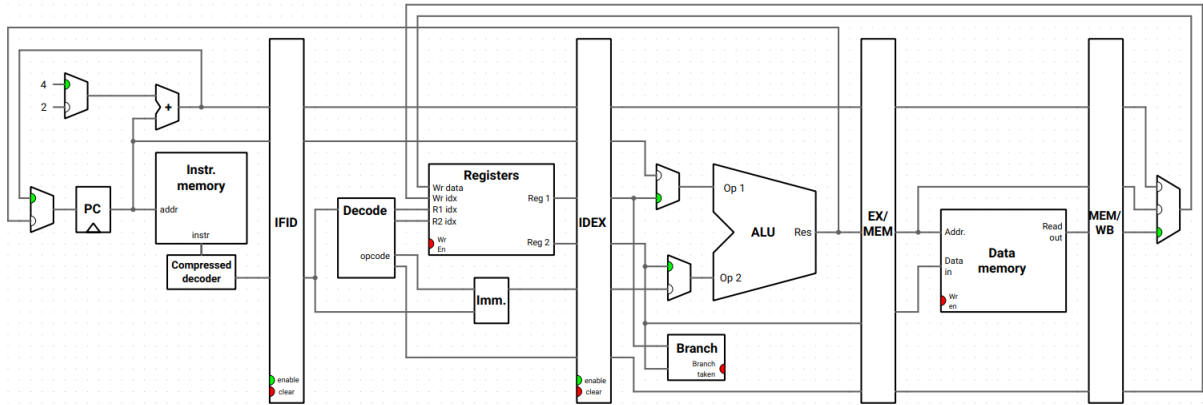 4
2
+
PC
Instr.
memory
addr
instr
Compressed
decoder
IFID
enable
clear
Decode
opcode
Registers
Wr data
Wr idx
R1 idx
R2 idx
Wr
En
Reg 1
Reg 2
Imm.
IDEX
enable
clear
Op 1
ALU
Res
Op 2
Branch
Branch
taken
EX/
MEM
Addr.
Read
out
Data
in
Data
memory
Wr
en
MEM/
WB